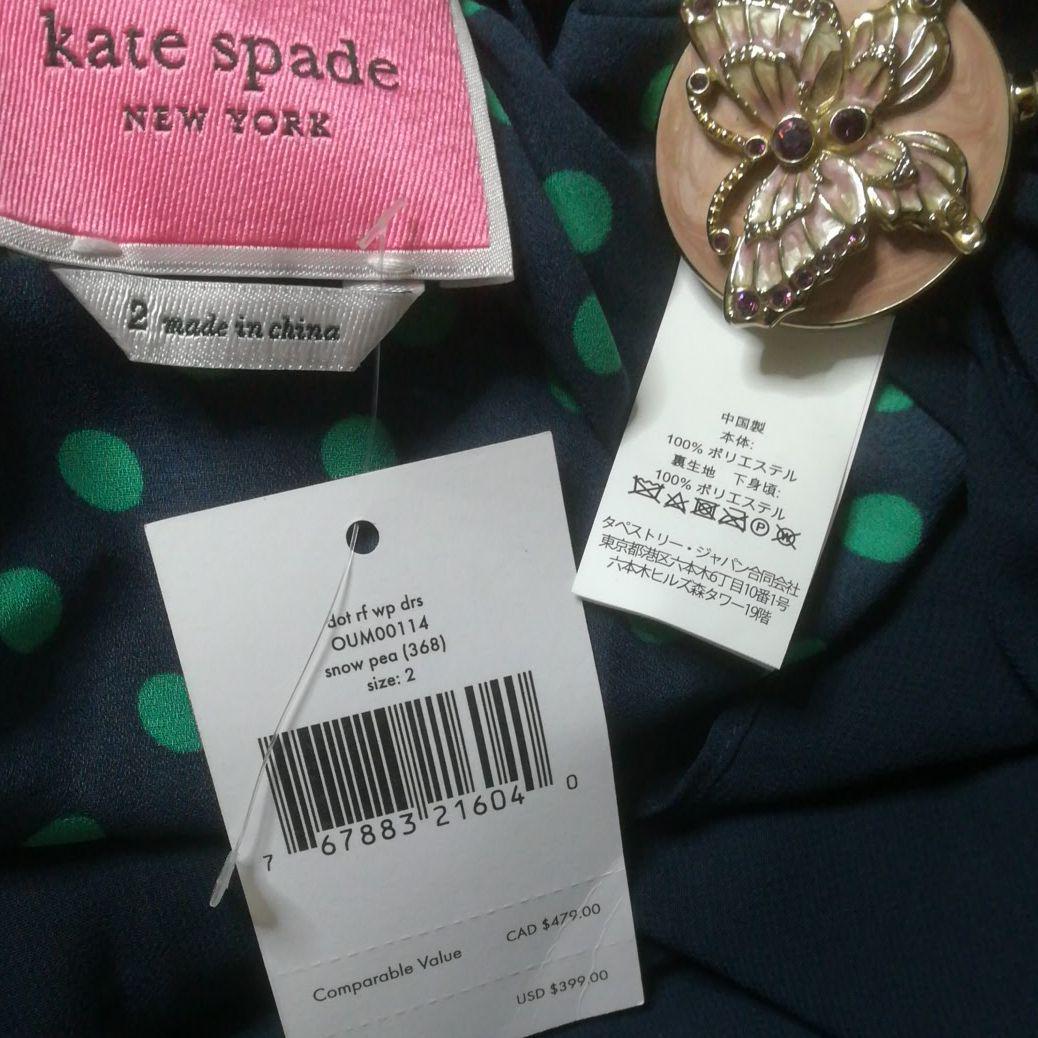 kate spade
NEW YORK
2 made in china
中国製
本体:
100% ポリエステル
裏生地 下身頃:
100% ポリエステル
P W
タペストリー・ジャパン合同会社
東京都港区六本木6丁目10番1号
六本木ヒルズ森タワー19階
dot rf wp drs
OUM00114
snow pea (368)
size: 2
7 67883 21604 0
CAD $479.00
Comparable Value
USD $399.00